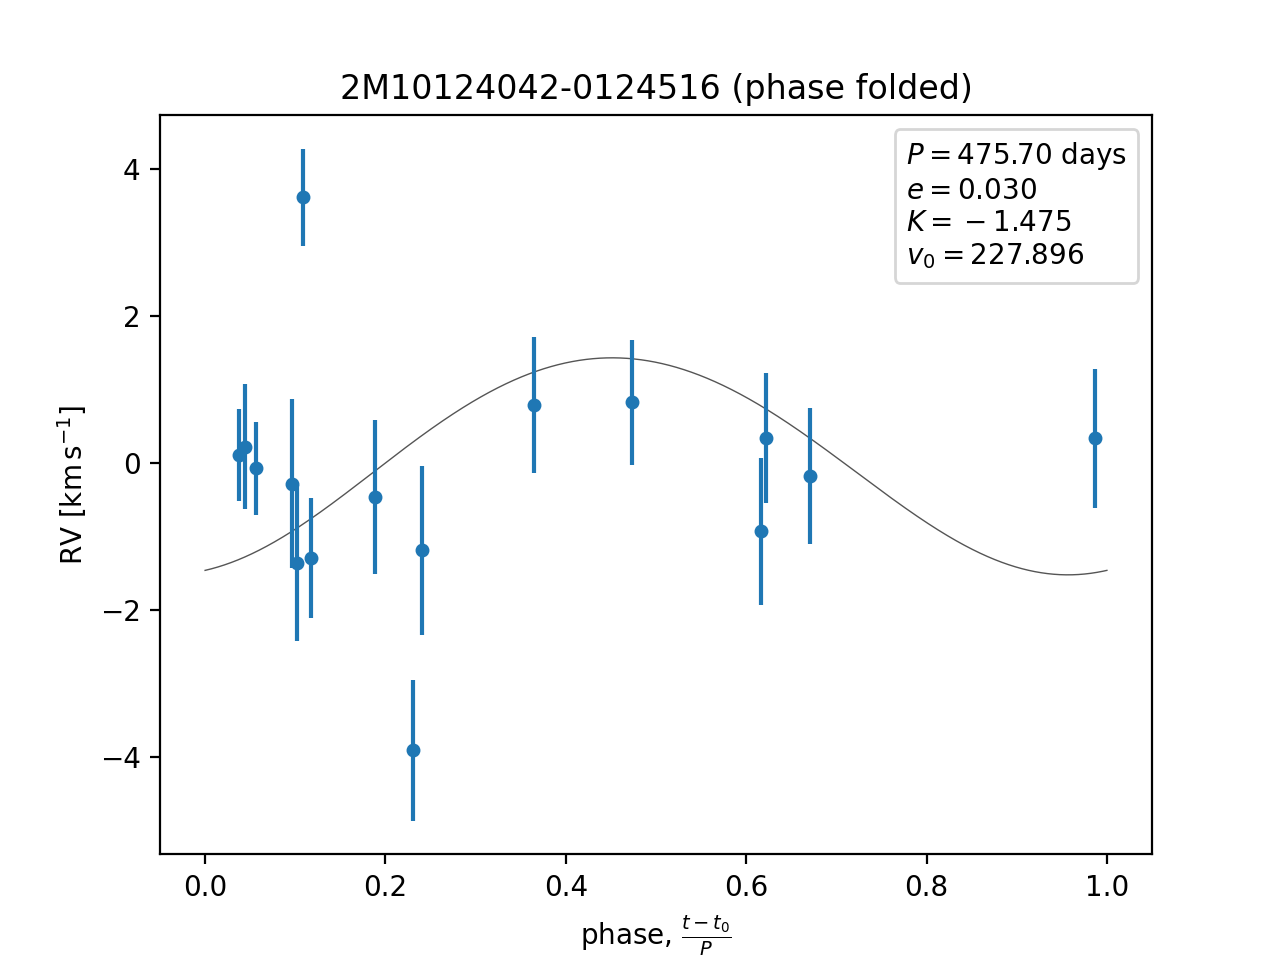 2M10124042-0124516 (phase folded)
P = 475.70 days
e = 0.030
K = −1.475
v₀ = 227.896
4
2
0
−2
−4
RV [km s⁻¹]
0.0 0.2 0.4 0.6 0.8 1.0
phase, (t − t₀)/P